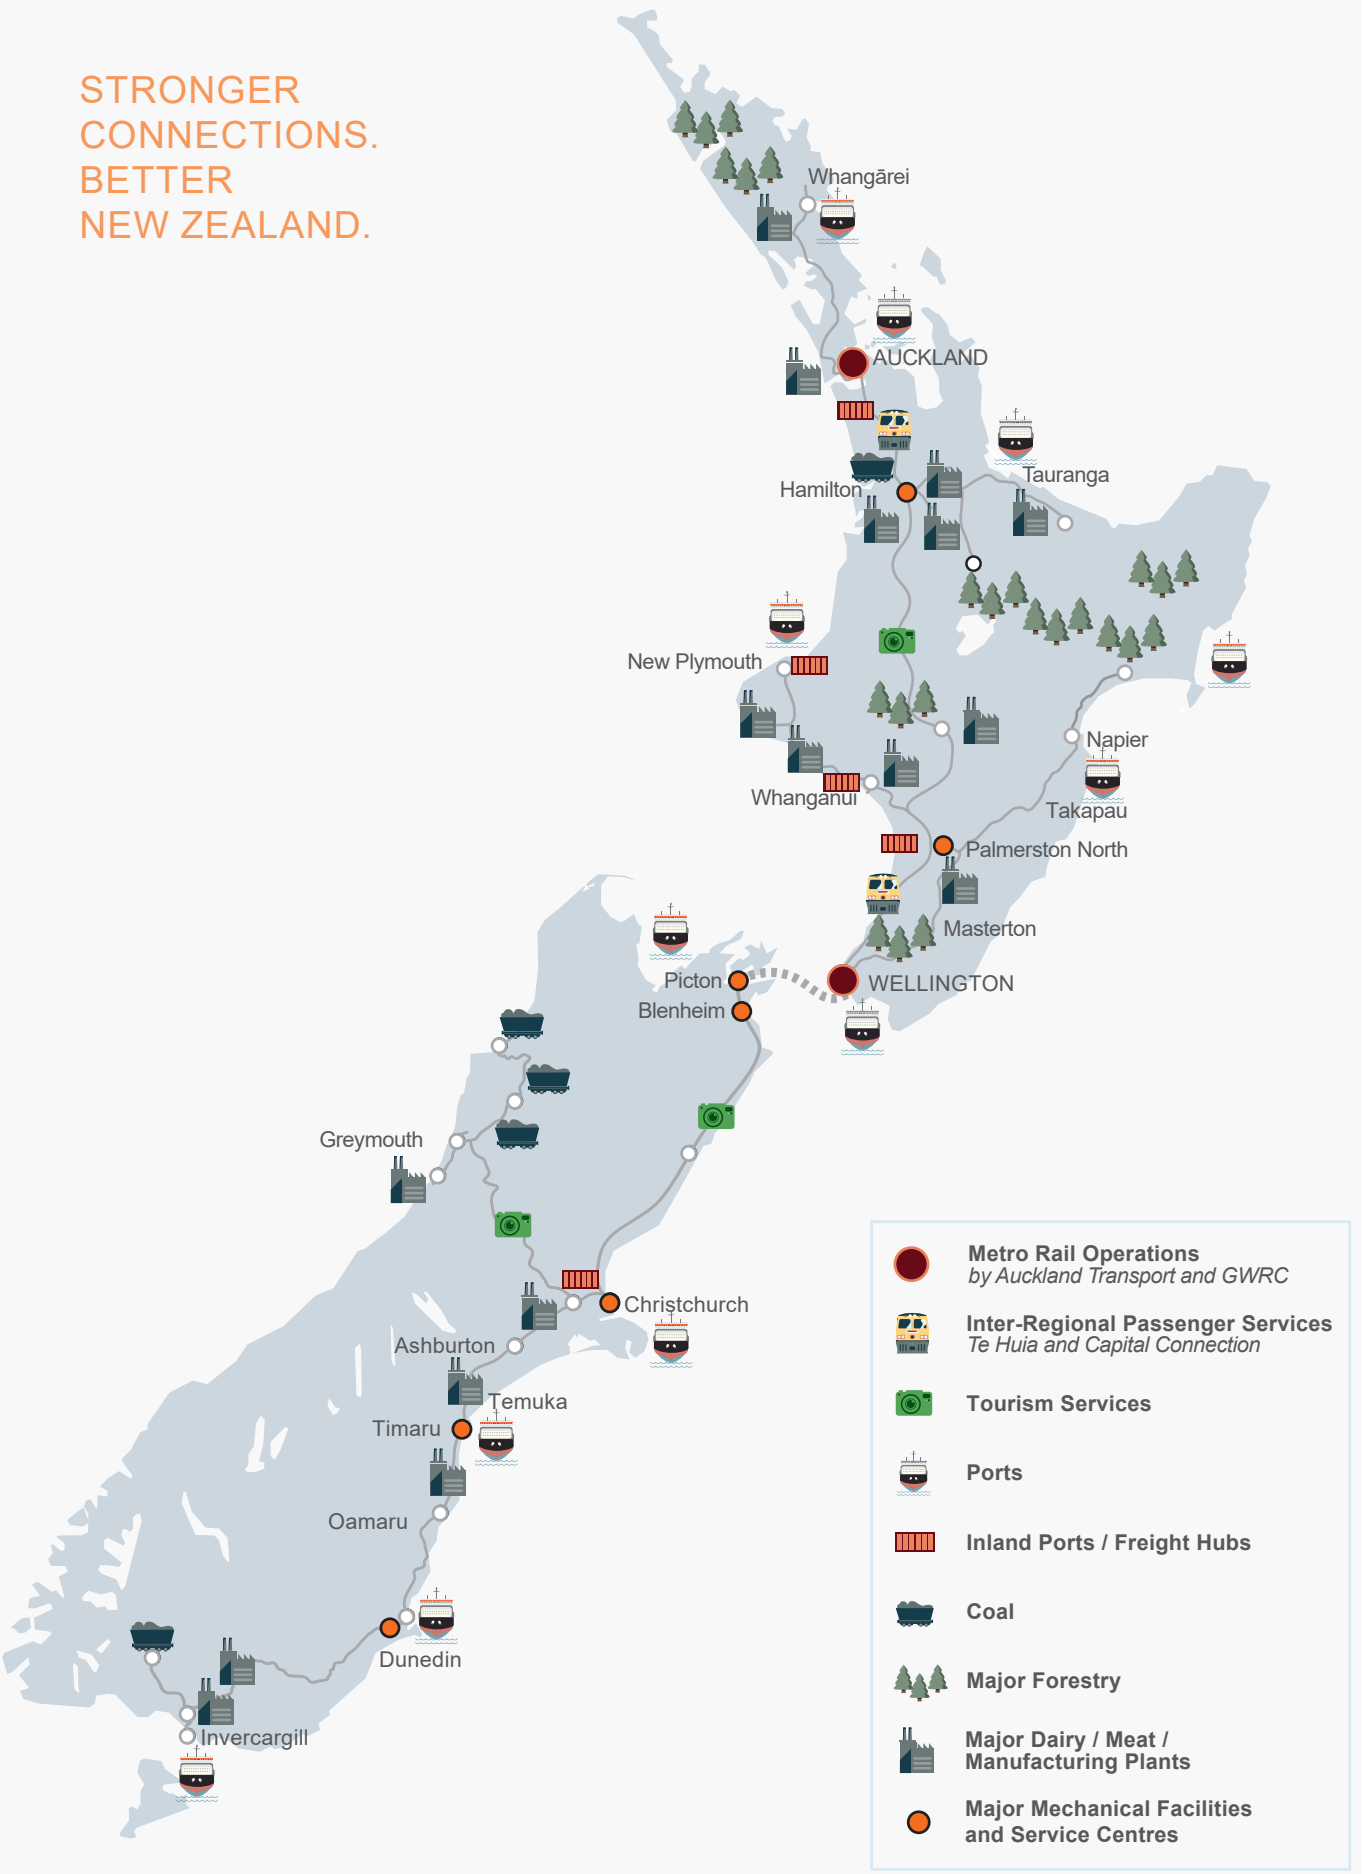 STRONGER
CONNECTIONS.
BETTER
NEW ZEALAND.
Whangārei
AUCKLAND
Tauranga
Hamilton
New Plymouth
Napier
Whanganui
Takapau
Palmerston North
Masterton
Picton
WELLINGTON
Blenheim
Greymouth
Christchurch
Ashburton
Temuka
Timaru
Oamaru
Dunedin
Invercargill
Metro Rail Operations
by Auckland Transport and GWRC
Inter-Regional Passenger Services
Te Huia and Capital Connection
Tourism Services
Ports
Inland Ports / Freight Hubs
Coal
Major Forestry
Major Dairy / Meat /
Manufacturing Plants
Major Mechanical Facilities
and Service Centres